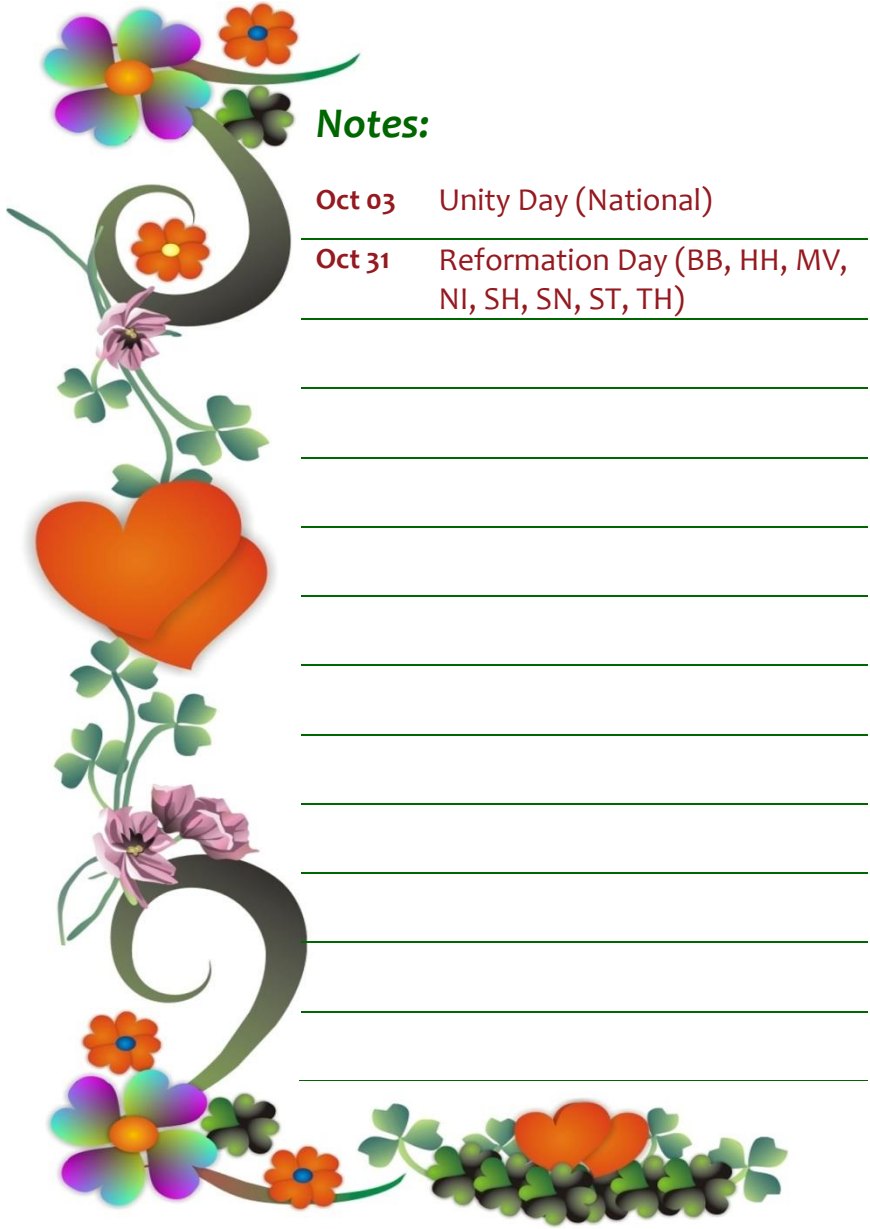 Notes:
Oct 03 Unity Day (National)
Oct 31 Reformation Day (BB, HH, MV,
NI, SH, SN, ST, TH)